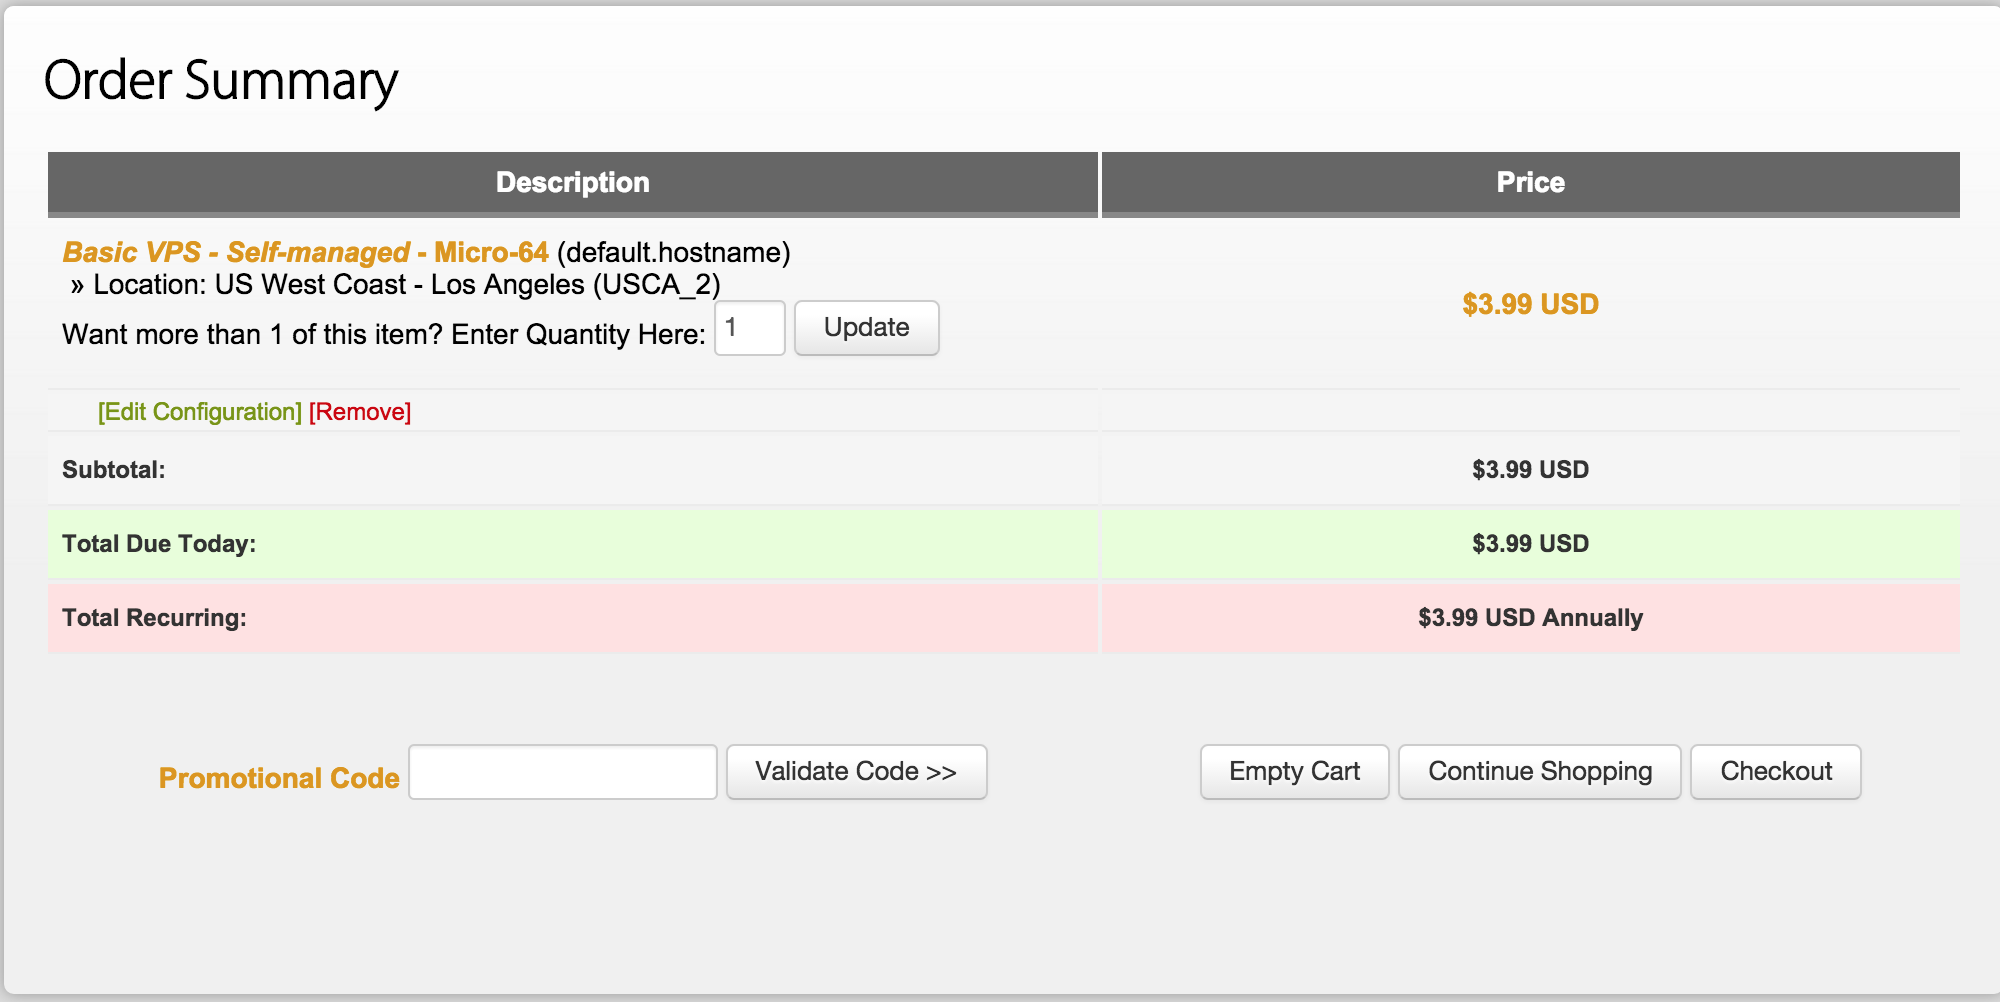 Order Summary
Description
Price
Basic VPS - Self-managed - Micro-64 (default.hostname)
» Location: US West Coast - Los Angeles (USCA_2)
Want more than 1 of this item? Enter Quantity Here: 1 Update
$3.99 USD
[Edit Configuration] [Remove]
Subtotal:
$3.99 USD
Total Due Today:
$3.99 USD
Total Recurring:
$3.99 USD Annually
Promotional Code
Validate Code >>
Empty Cart
Continue Shopping
Checkout